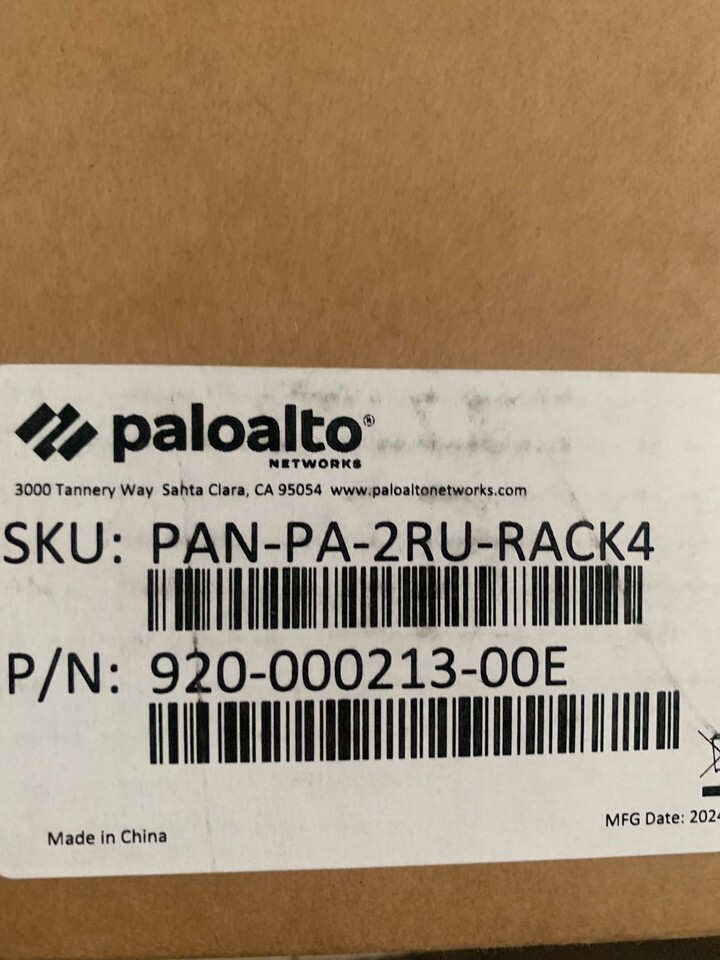 paloalto®
NETWORKS
3000 Tannery Way Sahta Clara, CA 95054 www.paloaltonetworks.com
SKU: PAN-PA-2RU-RACK4
P/N: 920-000213-00E
MFG Date: 2024
Made in China